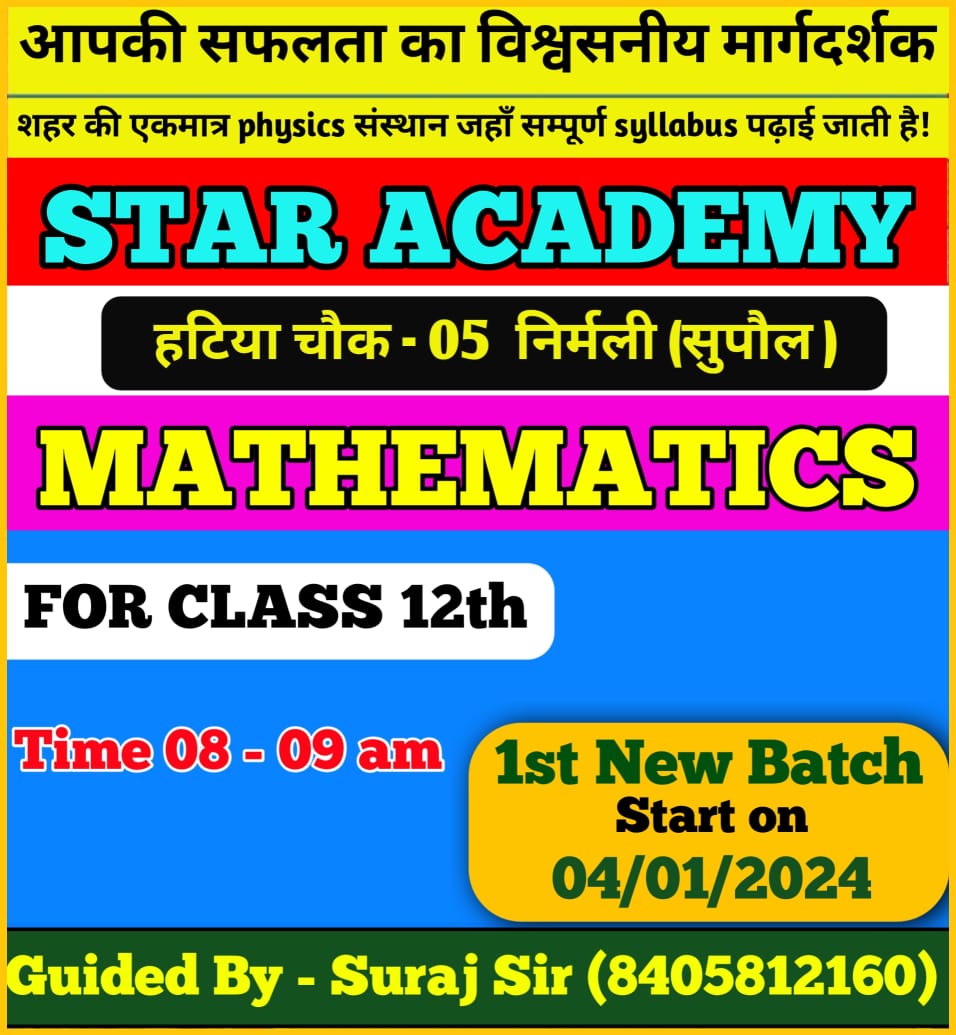 आपकी सफलता का विश्वसनीय मार्गदर्शक
शहर की एकमात्र physics संस्थान जहाँ सम्पूर्ण syllabus पढ़ाई जाती है!
STAR ACADEMY
हटिया चौक - 05 निर्मली (सुपौल)
MATHEMATICS
FOR CLASS 12th
Time 08 - 09 am
1st New Batch
Start on
04/01/2024
Guided By - Suraj Sir (8405812160)